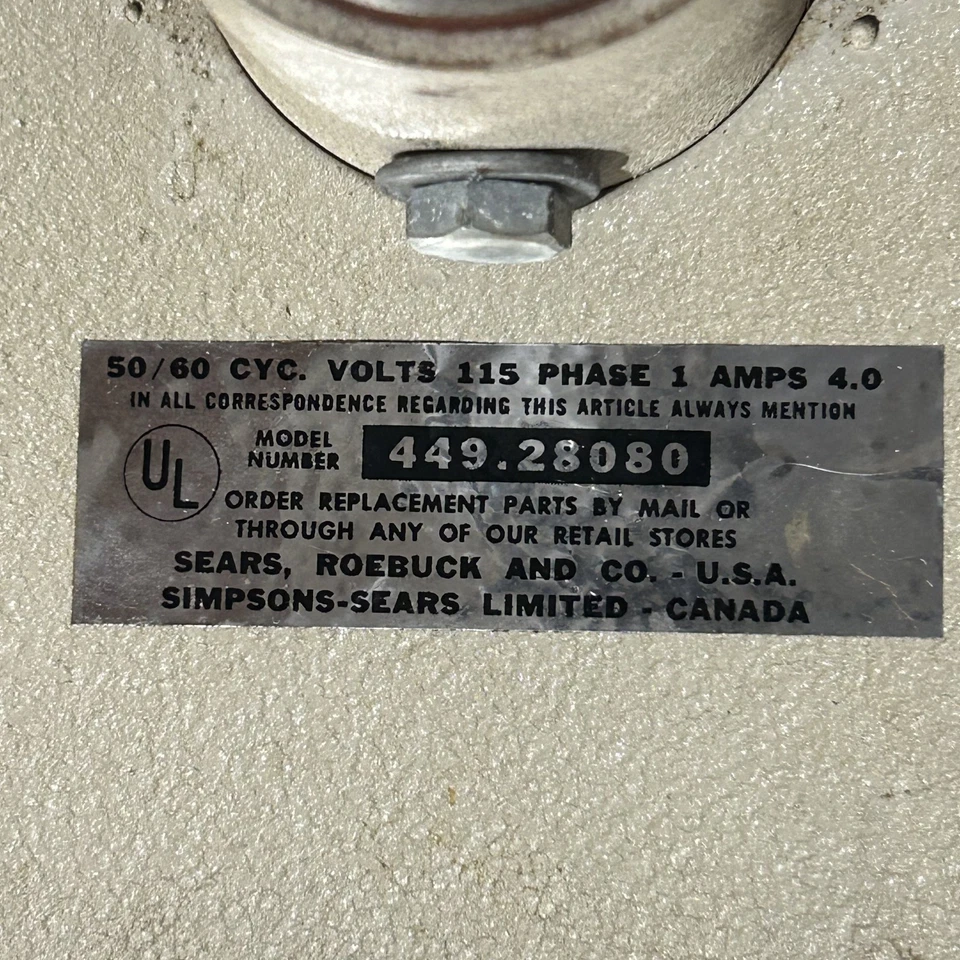 50/60 CYC. VOLTS 115 PHASE 1 AMPS 4.0
IN ALL CORRESPONDENCE REGARDING THIS ARTICLE ALWAYS MENTION
UL
MODEL
NUMBER
449.28080
ORDER REPLACEMENT PARTS BY MAIL OR
THROUGH ANY OF OUR RETAIL STORES
SEARS, ROEBUCK AND CO. - U.S.A.
SIMPSONS-SEARS LIMITED - CANADA